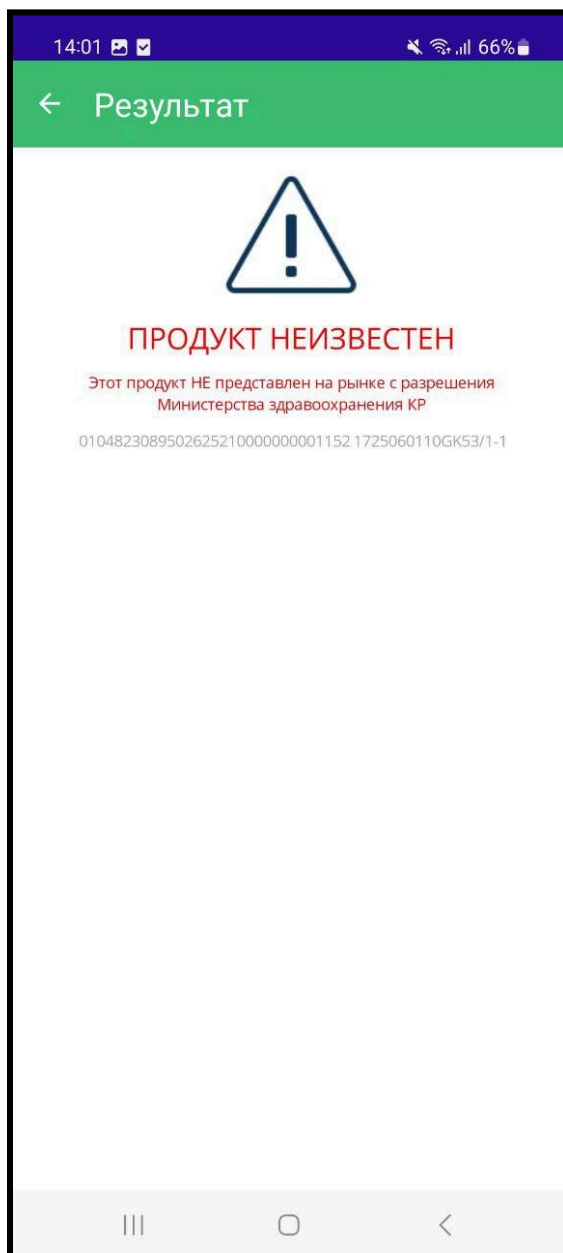 14:01 66%
Результат
ПРОДУКТ НЕИЗВЕСТЕН
Этот продукт НЕ представлен на рынке с разрешения
Министерства здравоохранения КР
0104823089502625210000000001152 1725060110GK53/1-1